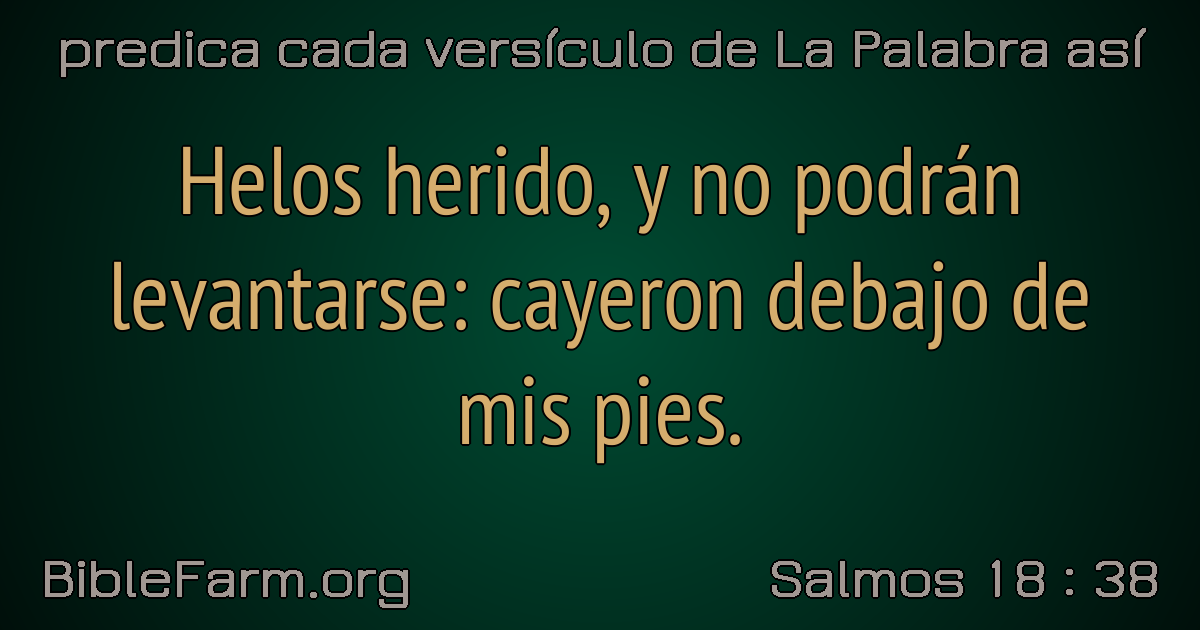 predica cada versículo de La Palabra así
Helos herido, y no podrán
levantarse: cayeron debajo de
mis pies.
BibleFarm.org
Salmos 18 : 38